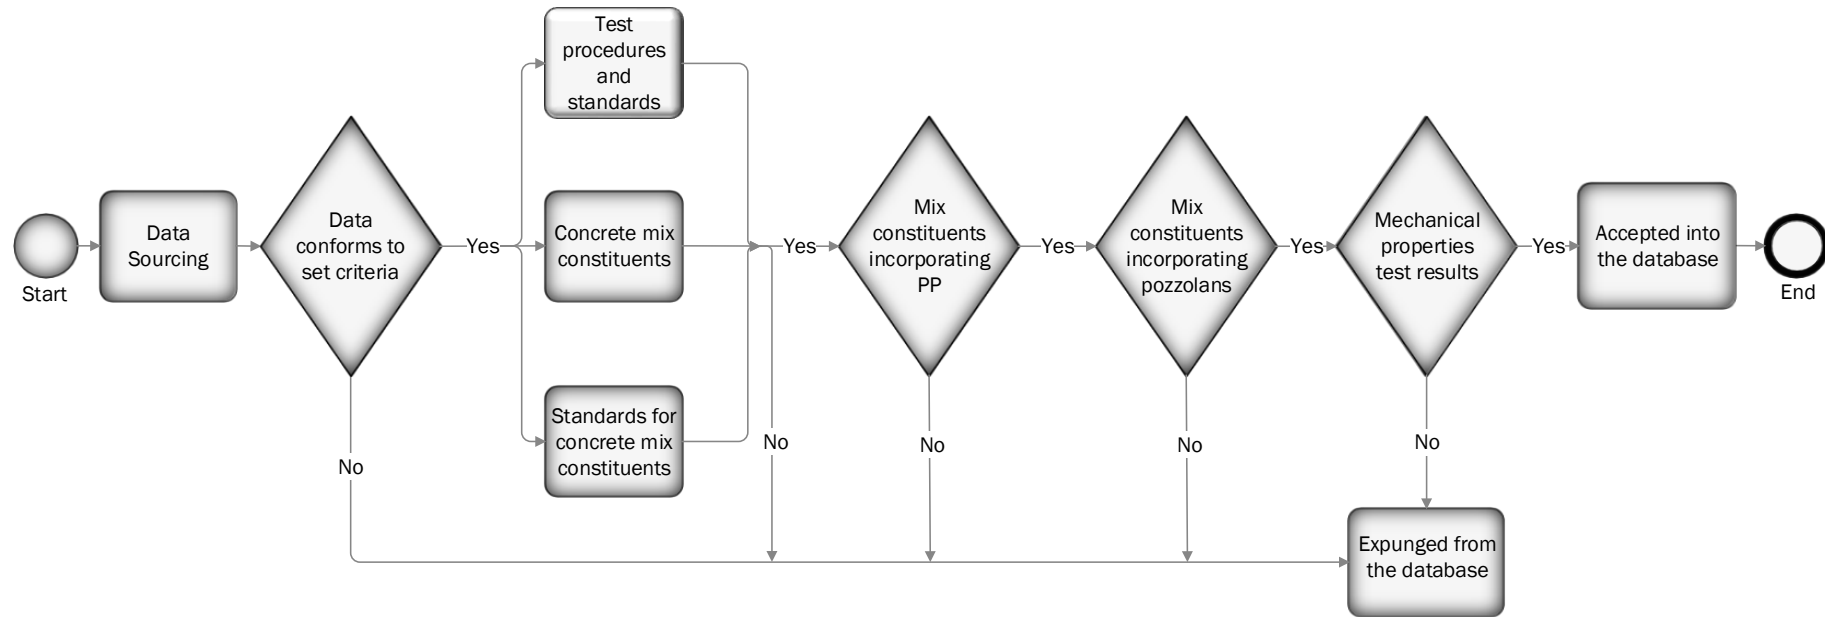 Start
Data
Sourcing
Data
conforms to
set criteria
Yes
No
Test
procedures
and
standards
Concrete mix
constituents
Standards for
concrete mix
constituents
Yes
No
Mix
constituents
incorporating
PP
Yes
No
Mix
constituents
incorporating
pozzolans
Yes
No
Mechanical
properties
test results
Yes
No
Accepted into
the database
End
Expunged from
the database